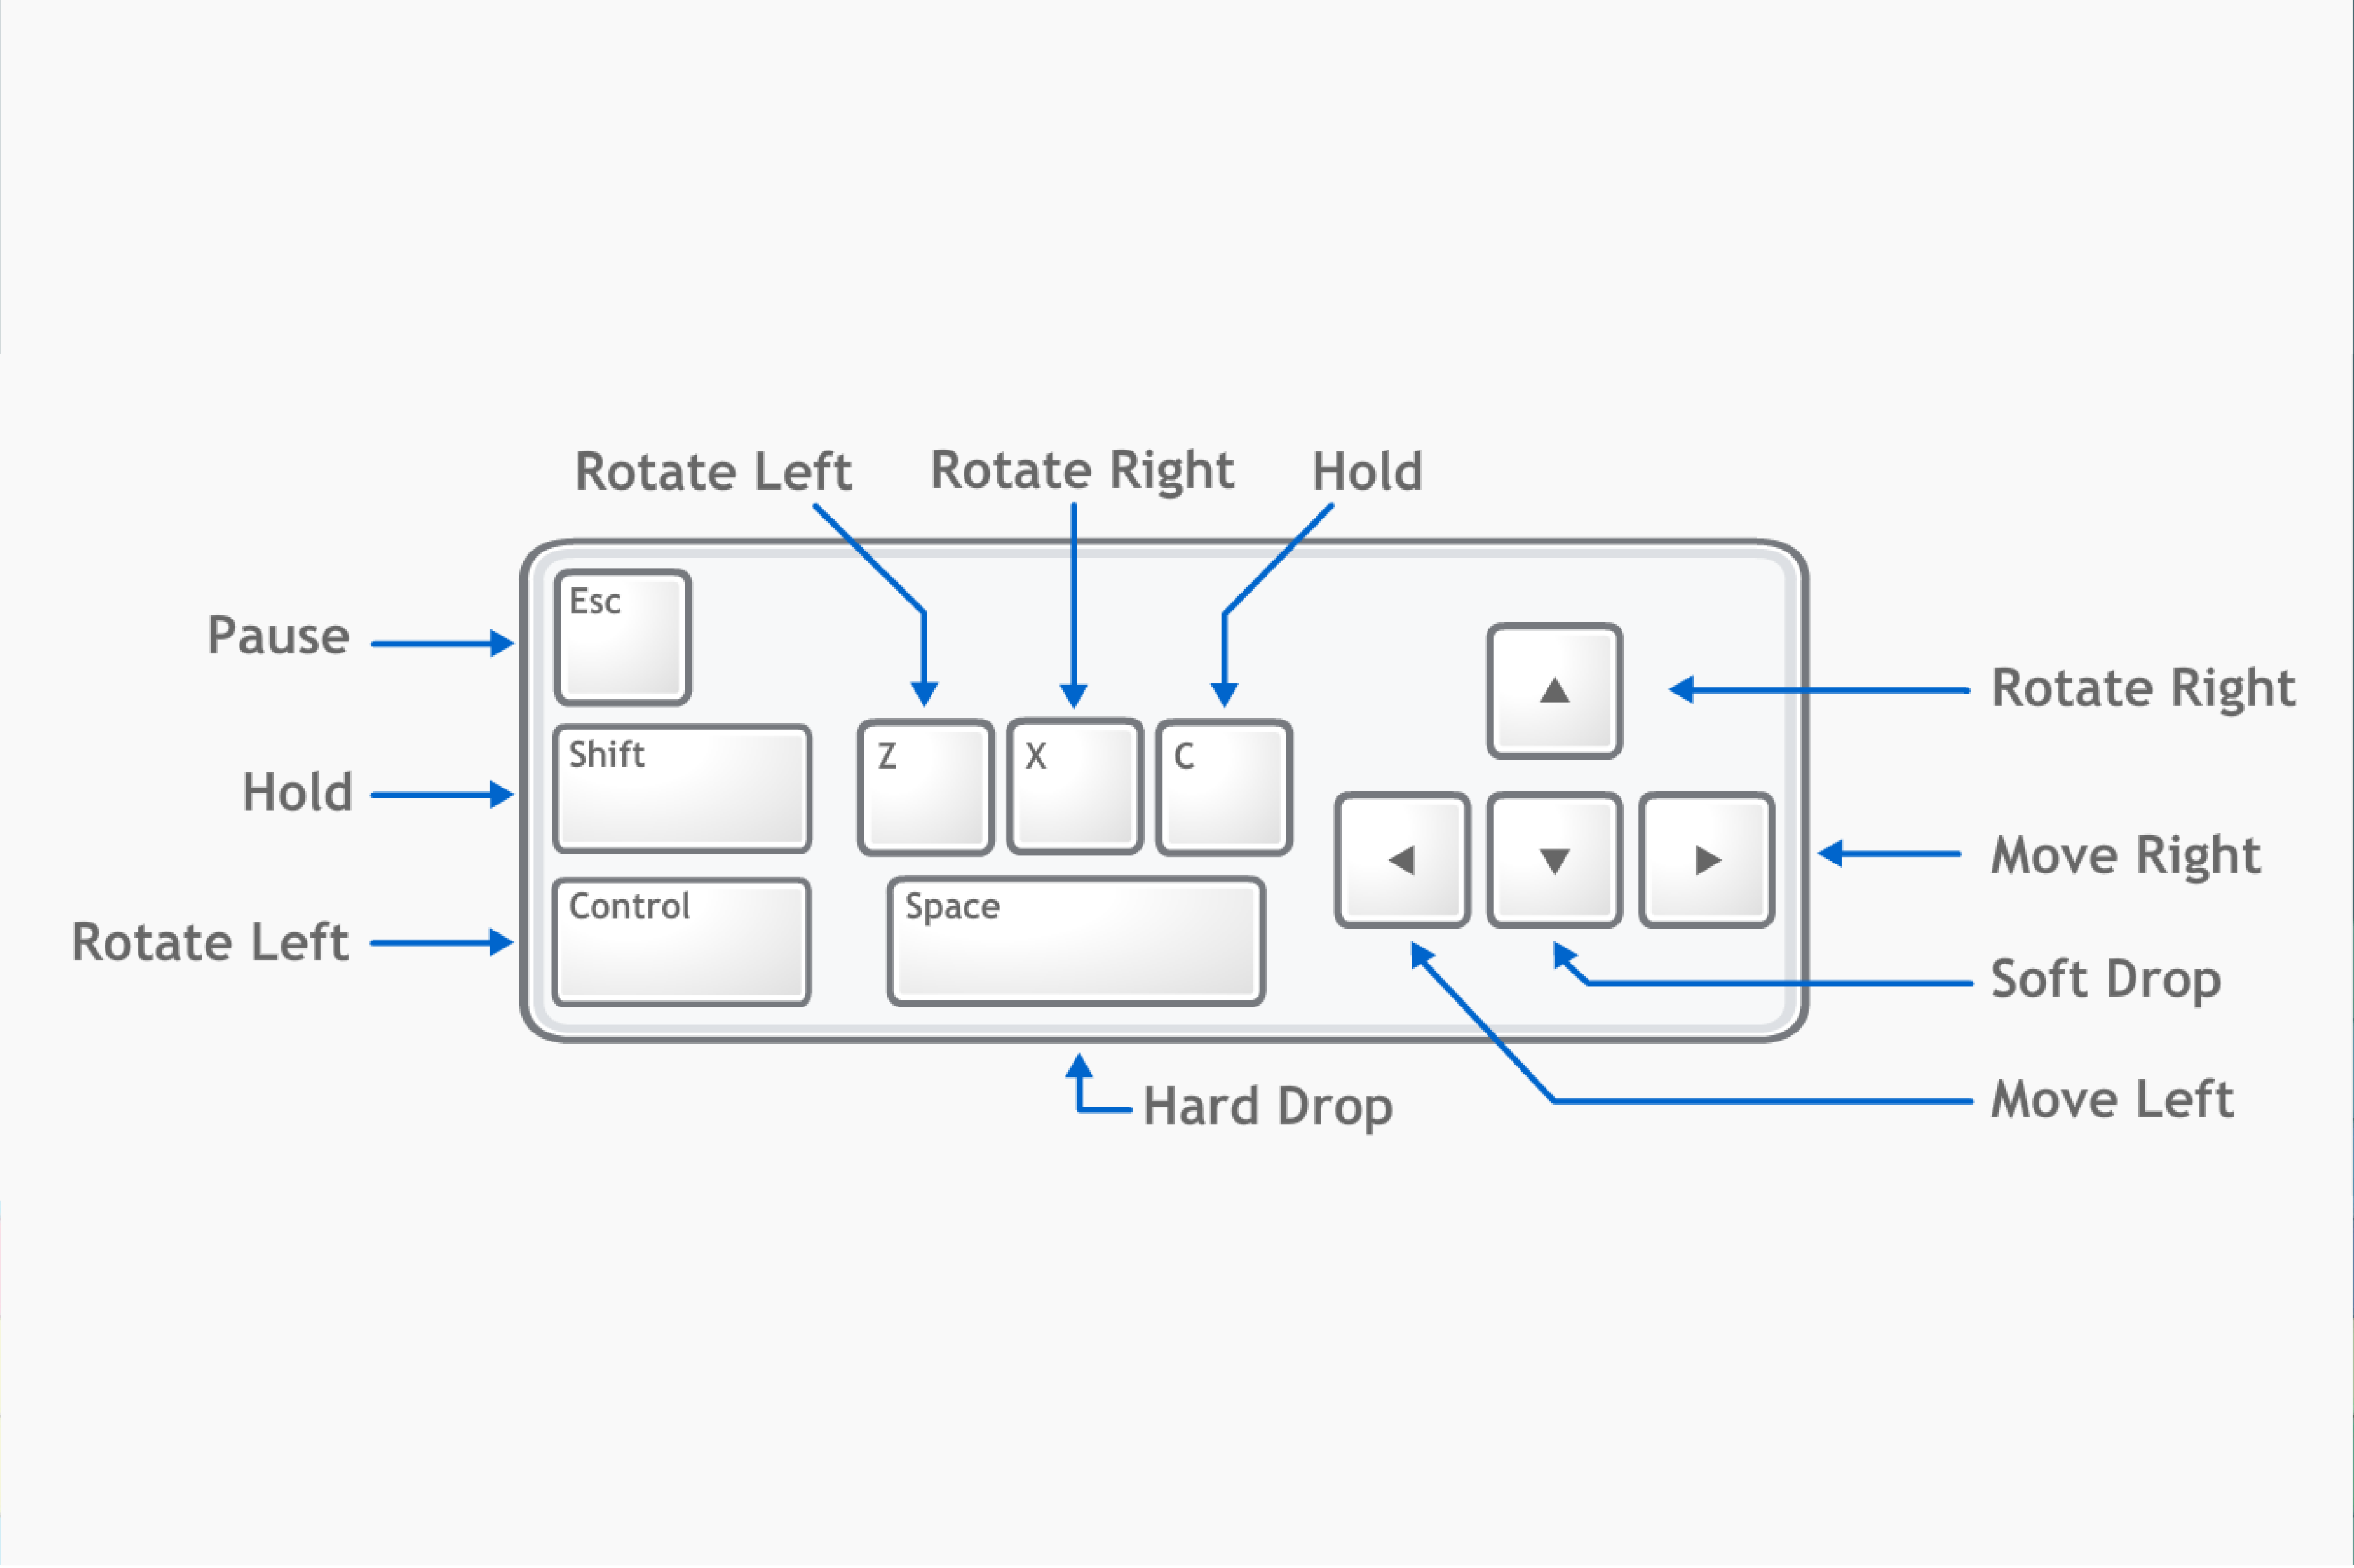 Rotate Left
Rotate Right
Hold
Esc
Pause
Rotate Right
Shift
Z
X
C
Hold
Move Right
Control
Space
Rotate Left
Soft Drop
Move Left
Hard Drop